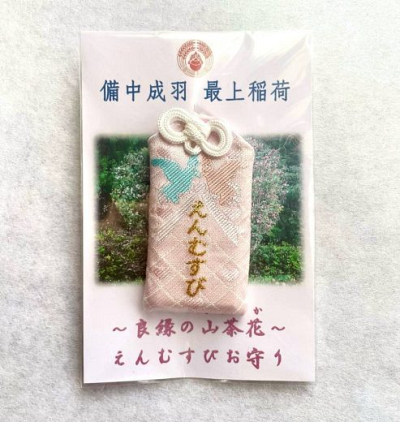 備中成羽 最上稲荷
えんむすび
か
～良縁の山茶花～
えんむすびお守り